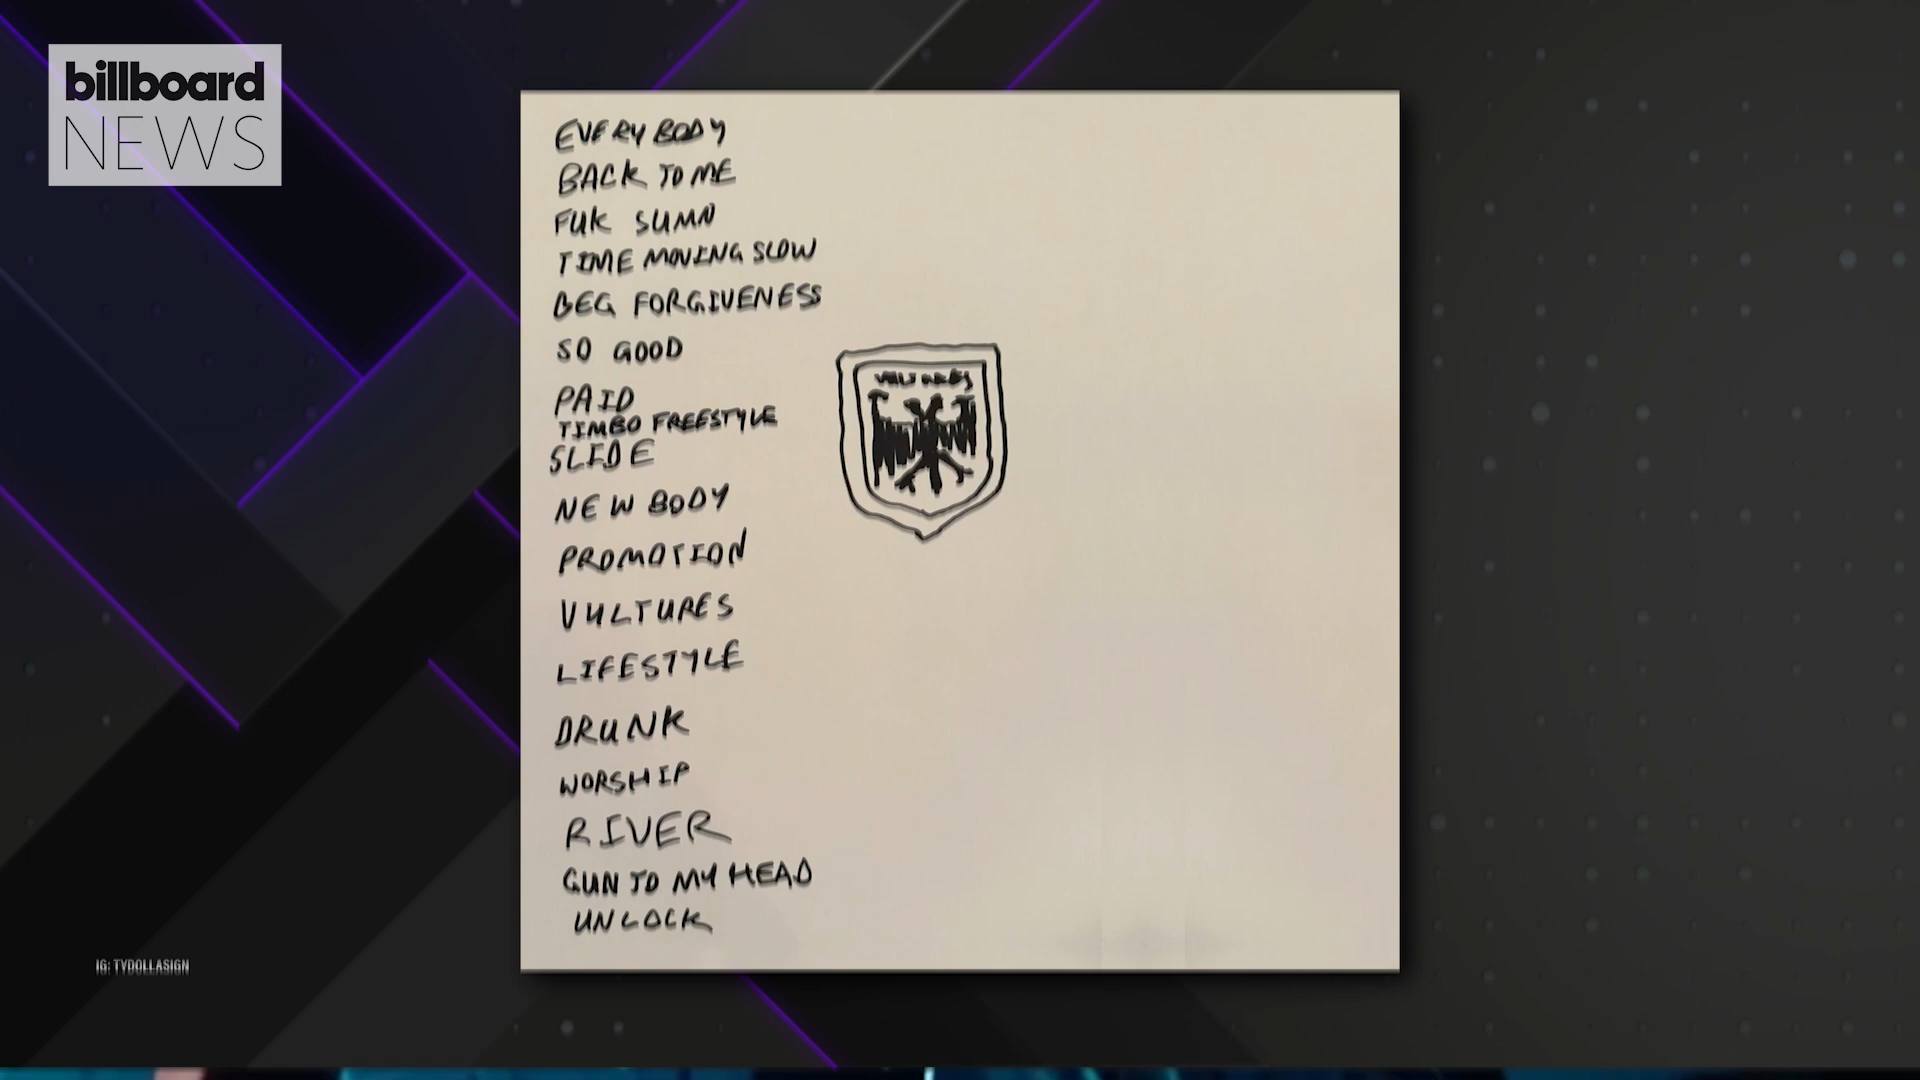 billboard
NEWS
EVERYBODY
BACK TO ME
FUK SUMN
TIME MOVING SLOW
BEG FORGIVENESS
SO GOOD
PAID
TIMBO FREESTYLE
SLIDE
NEW BODY
PROMOTION
VULTURES
LIFESTYLE
DRUNK
WORSHIP
RIVER
GUN TO MY HEAD
UNLOCK
VULTURES
IG: TYDOLLASIGN